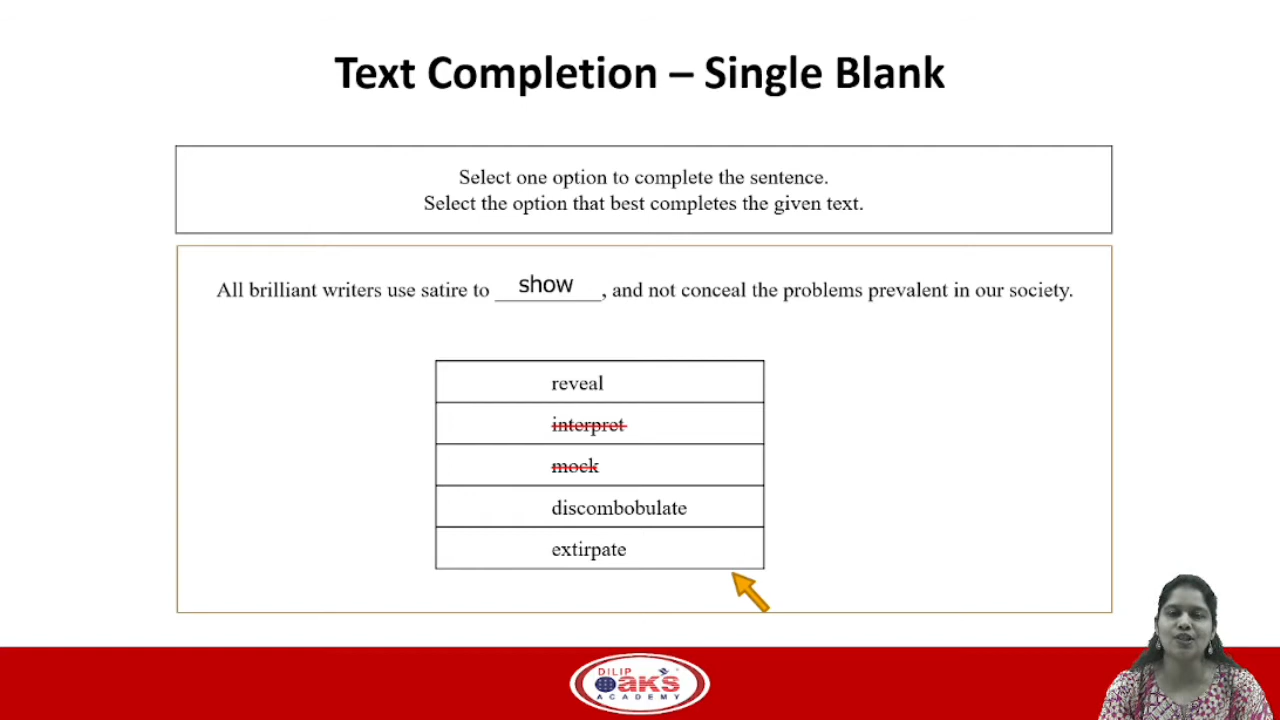 Text Completion – Single Blank
Select one option to complete the sentence.
Select the option that best completes the given text.
All brilliant writers use satire to show, and not conceal the problems prevalent in our society.
reveal
interpret
mock
discombobulate
extirpate
DILIP
OAKS
ACADEMY